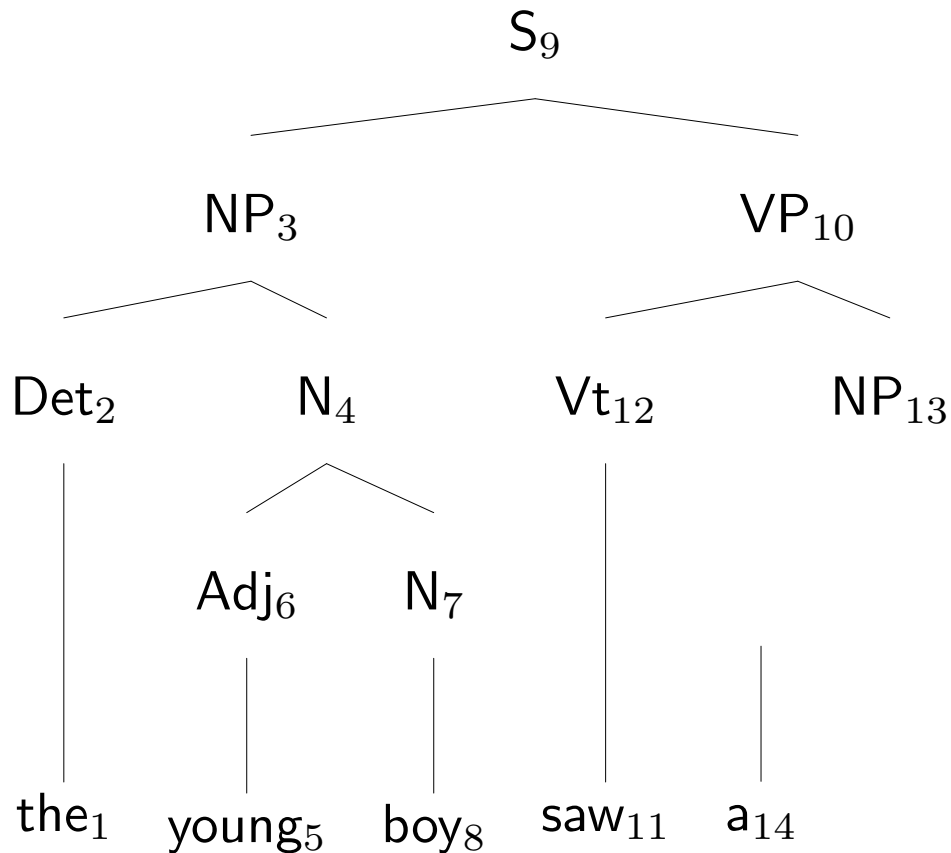 S₉
NP₃ VP₁₀
Det₂ N₄ Vt₁₂ NP₁₃
Adj₆ N₇
the₁ young₅ boy₈ saw₁₁ a₁₄